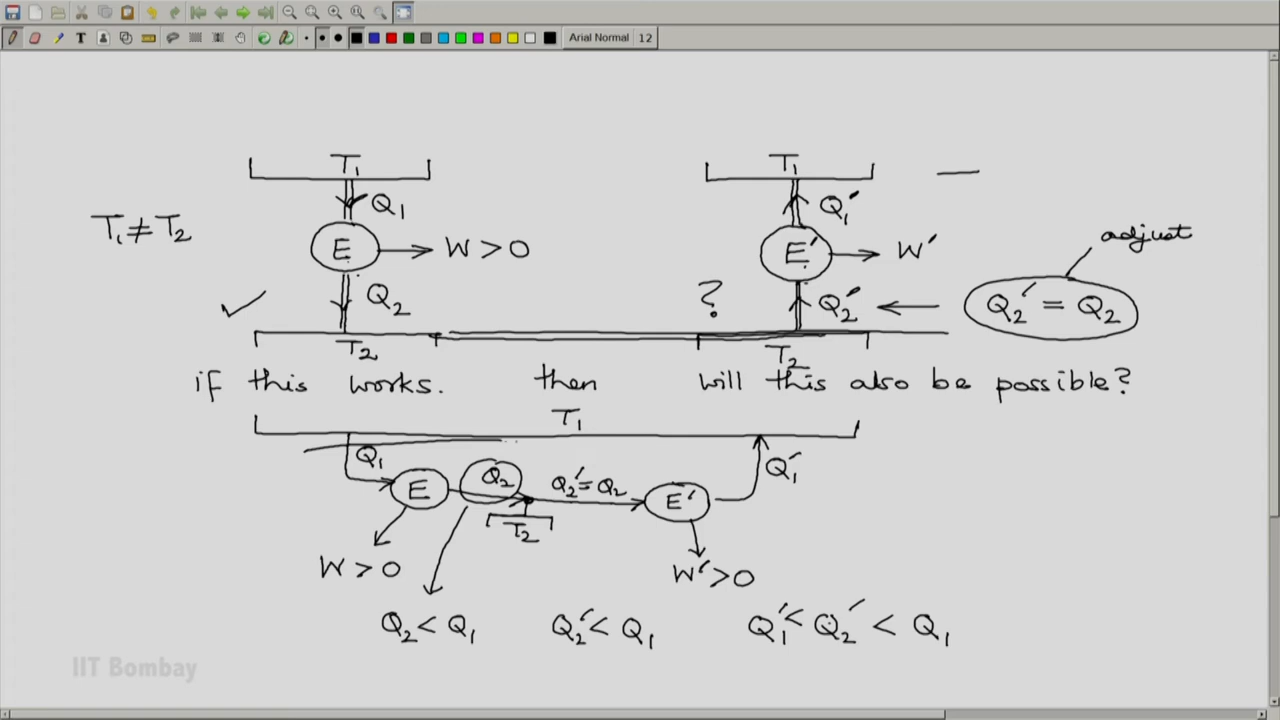 Arial Normal 12
T₁ T₁
Q₁ Q₁′
adjust
T₁ ≠ T₂ E W > 0 E′ W′
Q₂ ? Q₂′ Q₂′ = Q₂
T₂ T₂
if this works. then will this also be possible?
T₁
Q₁ Q₂ Q₂′ = Q₂ Q₁′
E E′
T₂
W > 0 W′ > 0
Q₂ < Q₁ Q₂′ < Q₁ Q₁′ < Q₂′ < Q₁
IIT Bombay